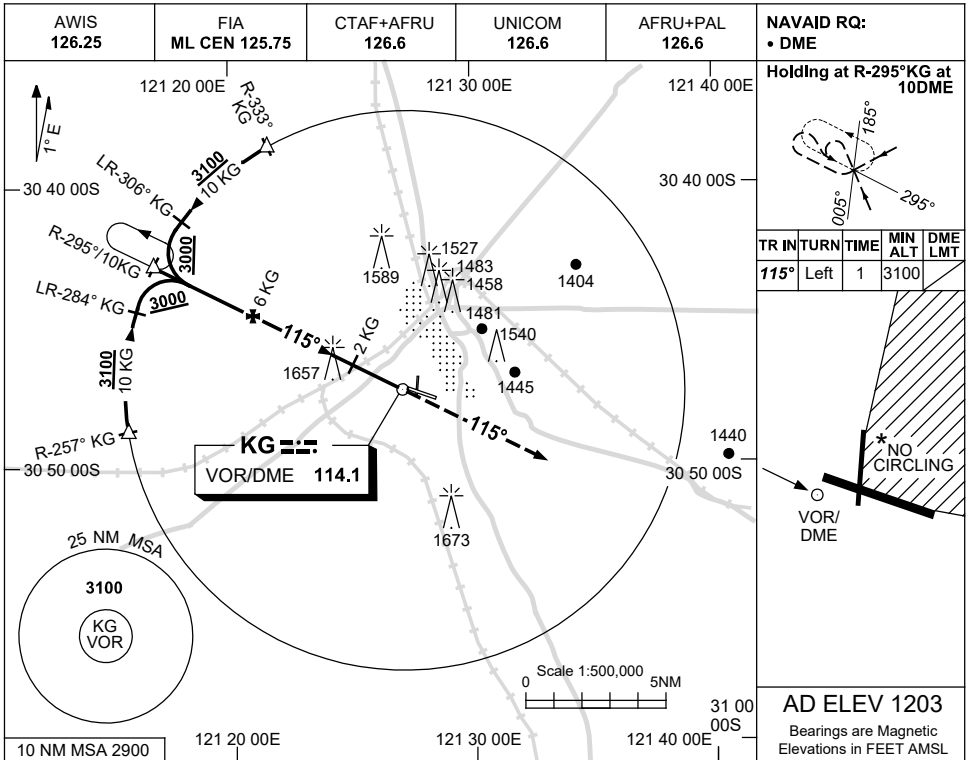 AWIS
126.25
FIA
ML CEN 125.75
CTAF+AFRU
126.6
UNICOM
126.6
AFRU+PAL
126.6
NAVAID RQ:
• DME
Holding at R-295°KG at
10DME
185°
005°
295°
TR IN TURN TIME MIN ALT DME LMT
115° Left 1 3100
121 20 00E
121 30 00E
121 40 00E
1° E
R-333°
KG
3100
10 KG
LR-306° KG
30 40 00S
30 40 00S
3000
R-295°/10KG
LR-284° KG
3000
6 KG
1589
1527
1483
1458
1481
1404
1540
115°
2 KG
1657
1445
3100
10 KG
115°
R-257° KG
30 50 00S
KG
VOR/DME 114.1
1440
30 50 00S
1673
*NO
CIRCLING
VOR/
DME
25 NM MSA
3100
KG
VOR
Scale 1:500,000
0 5NM
31 00
00S
10 NM MSA 2900
121 20 00E
121 30 00E
121 40 00E
AD ELEV 1203
Bearings are Magnetic
Elevations in FEET AMSL